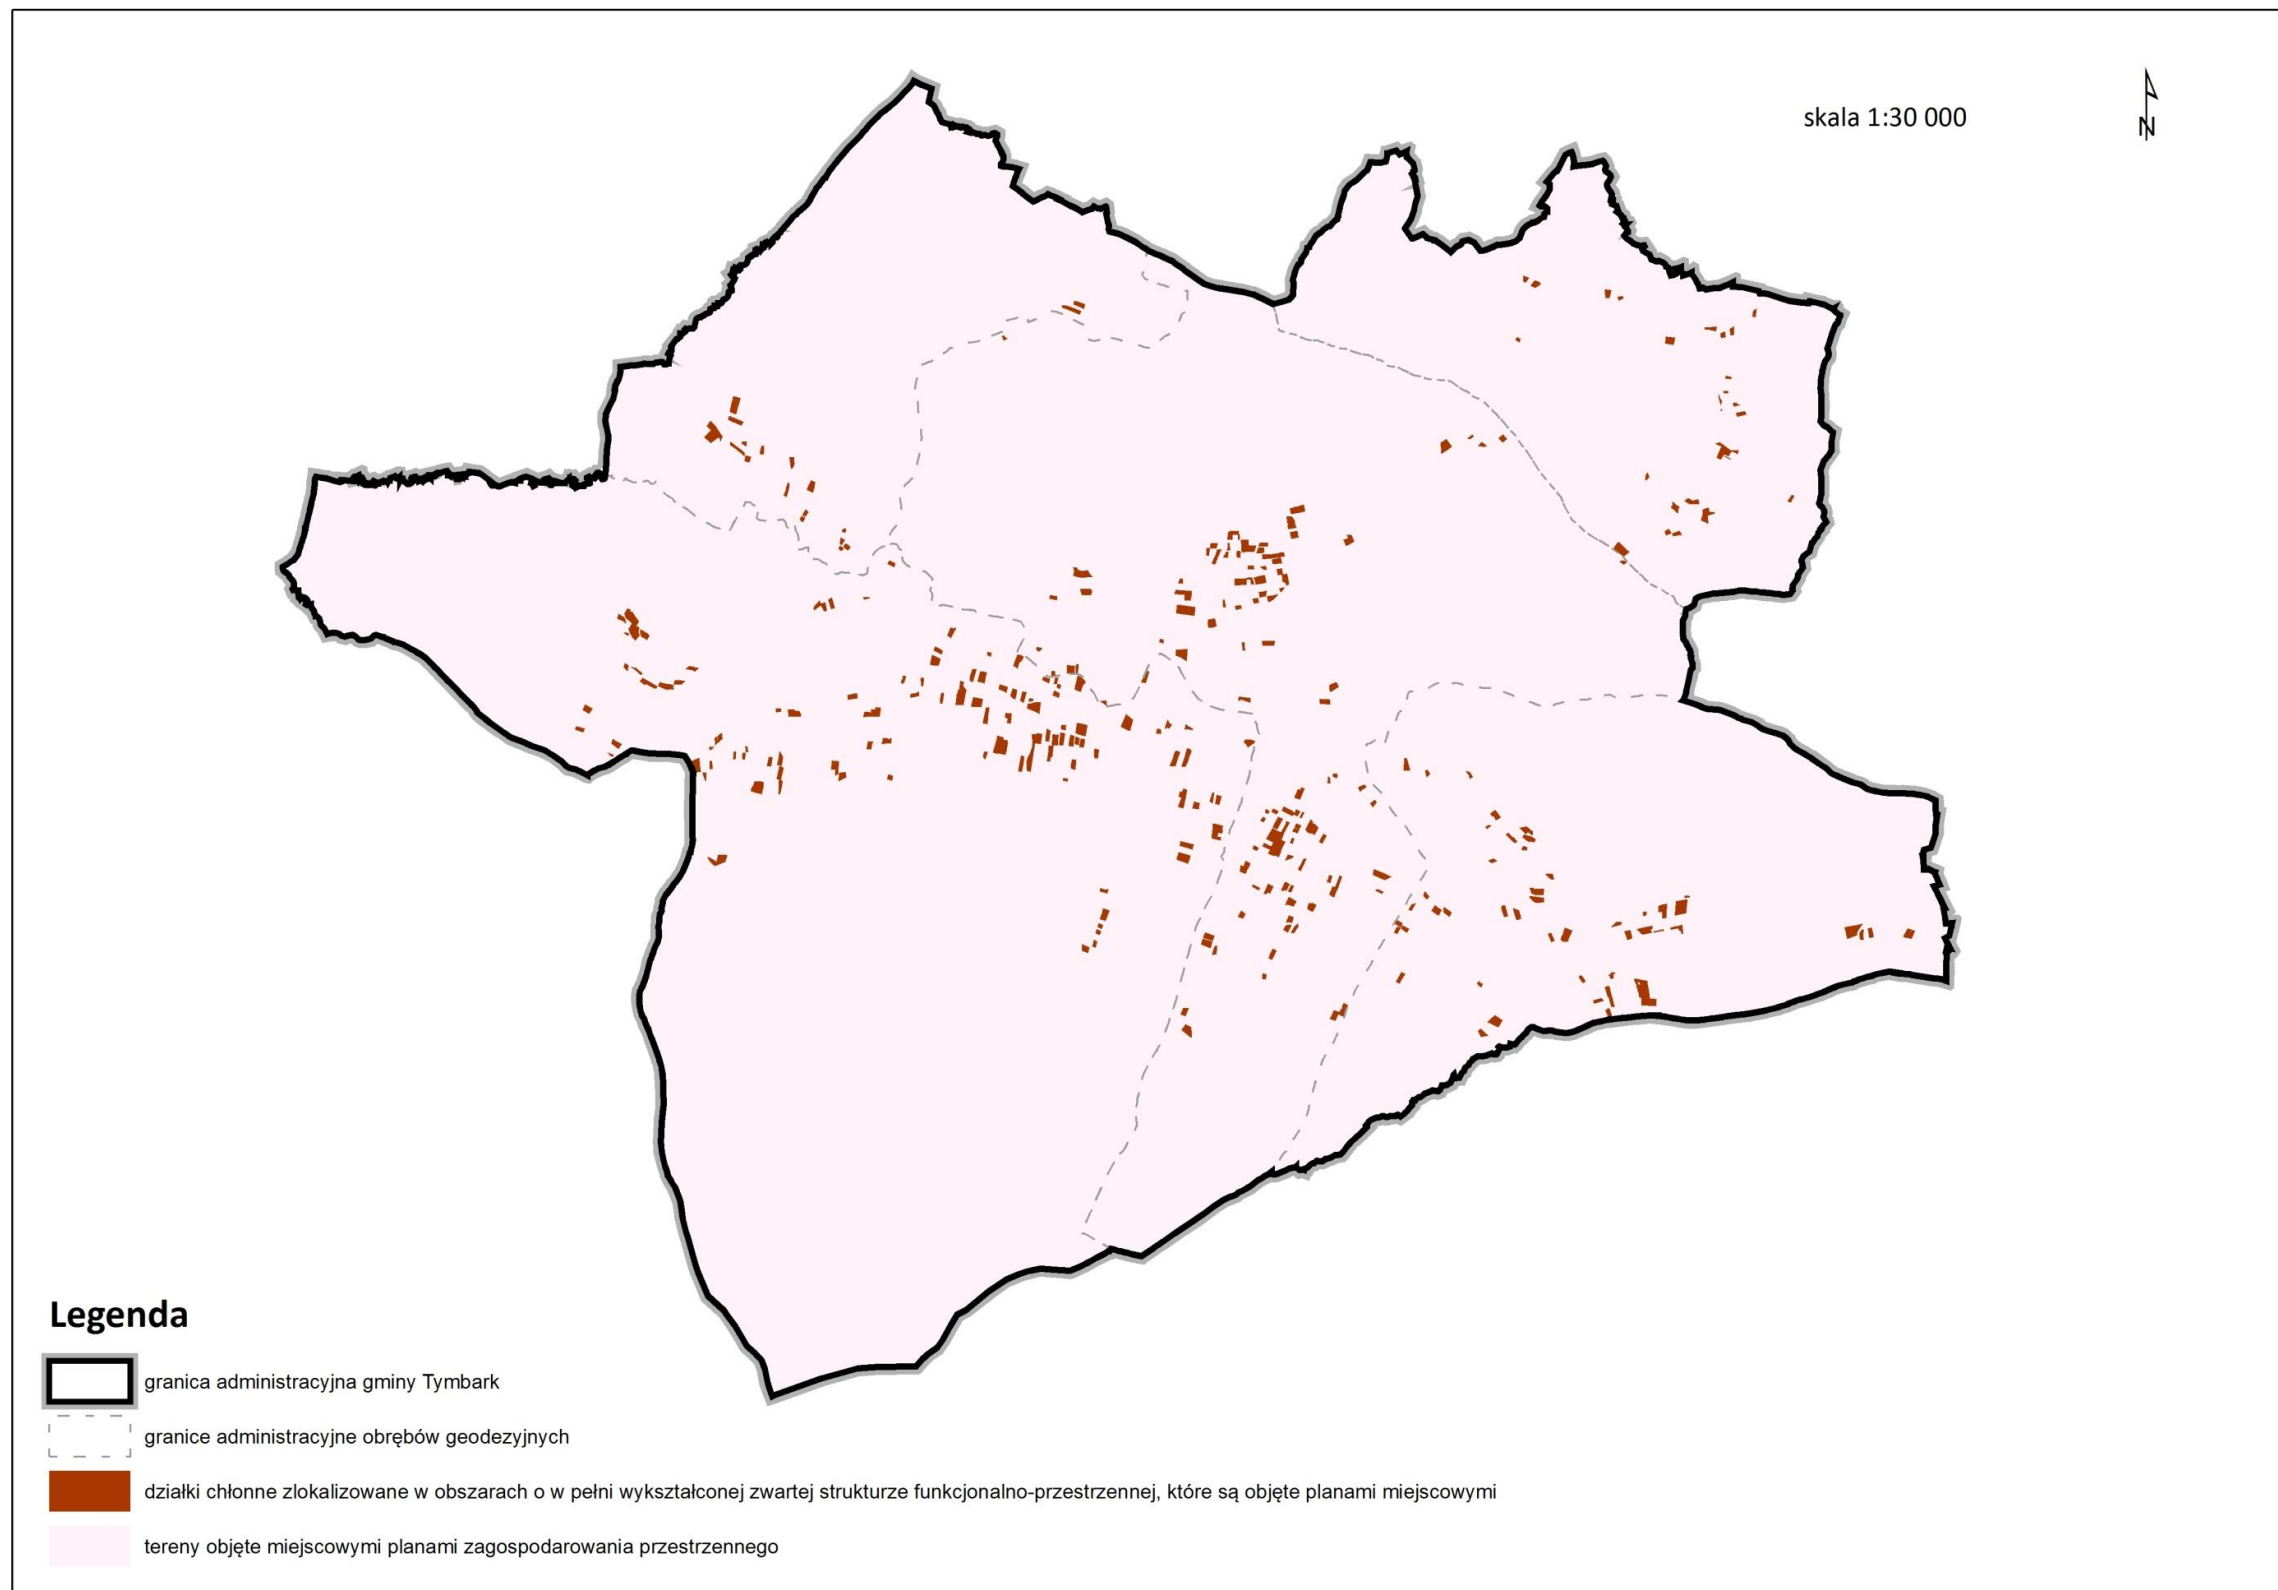 skala 1:30 000
N
Legenda
granica administracyjna gminy Tymbark
granice administracyjne obrębów geodezyjnych
działki chłonne zlokalizowane w obszarach o w pełni wykształconej zwartej strukturze funkcjonalno-przestrzennej, które są objęte planami miejscowymi
tereny objęte miejscowymi planami zagospodarowania przestrzennego